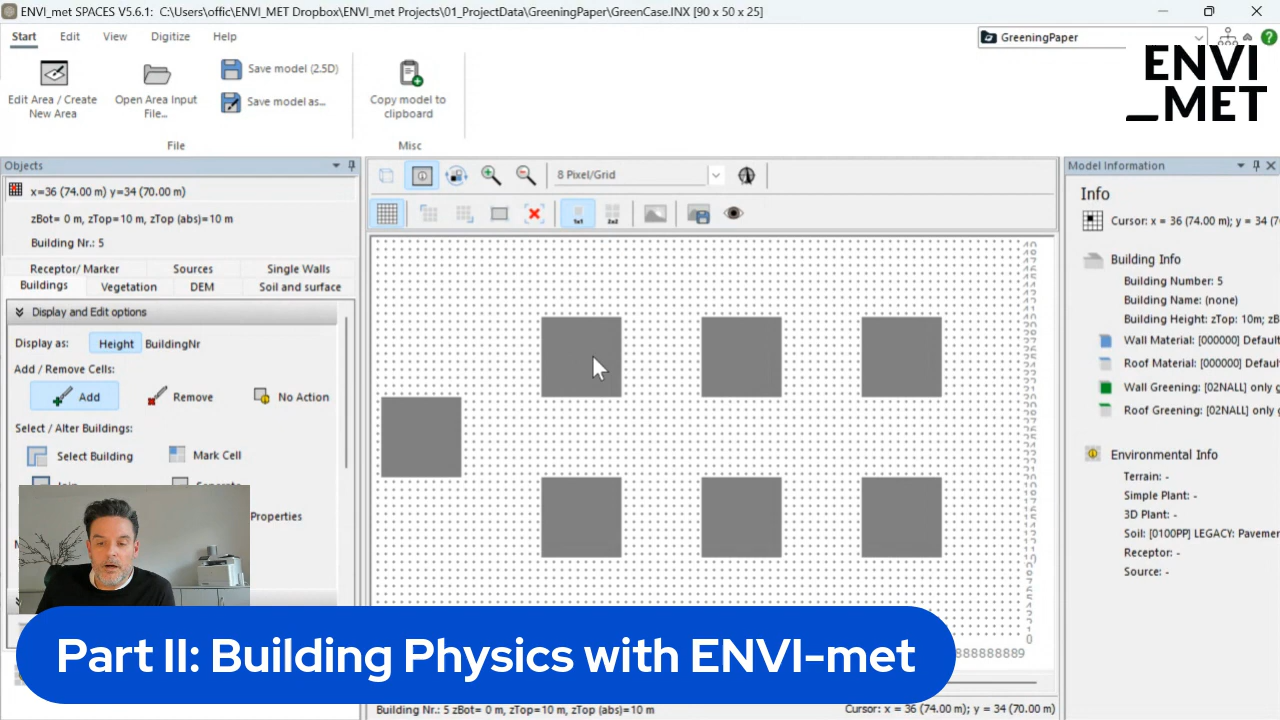 ENVI_met SPACES V5.6.1: C:\Users\offic\ENVI_MET Dropbox\ENVI_met Projects\01_ProjectData\GreeningPaper\GreenCase.INX [90 x 50 x 25]
Start Edit View Digitize Help
GreeningPaper
ENVI
_MET
Edit Area / Create
New Area
Open Area Input
File...
Save model (2.5D)
Save model as...
Copy model to
clipboard
File
Misc
Objects
x=36 (74.00 m) y=34 (70.00 m)
zBot= 0 m, zTop=10 m, zTop (abs)=10 m
Building Nr.: 5
Receptor/ Marker Sources Single Walls
Buildings Vegetation DEM Soil and surface
Display and Edit options
Display as: Height BuildingNr
Add / Remove Cells:
Add Remove No Action
Select / Alter Buildings:
Select Building Mark Cell
Join Separate
Properties
8 Pixel/Grid
1x1 2x2
Model Information
Info
Cursor: x = 36 (74.00 m); y = 34 (7
Building Info
Building Number: 5
Building Name: (none)
Building Height: zTop: 10m; zB
Wall Material: [000000] Default
Roof Material: [000000] Default
Wall Greening: [02NALL] only g
Roof Greening: [02NALL] only g
Environmental Info
Terrain: -
Simple Plant: -
3D Plant: -
Soil: [0100PP] LEGACY: Pavemer
Receptor: -
Source: -
Part II: Building Physics with ENVI-met
888888889
Building Nr.: 5 zBot= 0 m, zTop=10 m, zTop (abs)=10 m
Cursor: x = 36 (74.00 m); y = 34 (70.00 m)